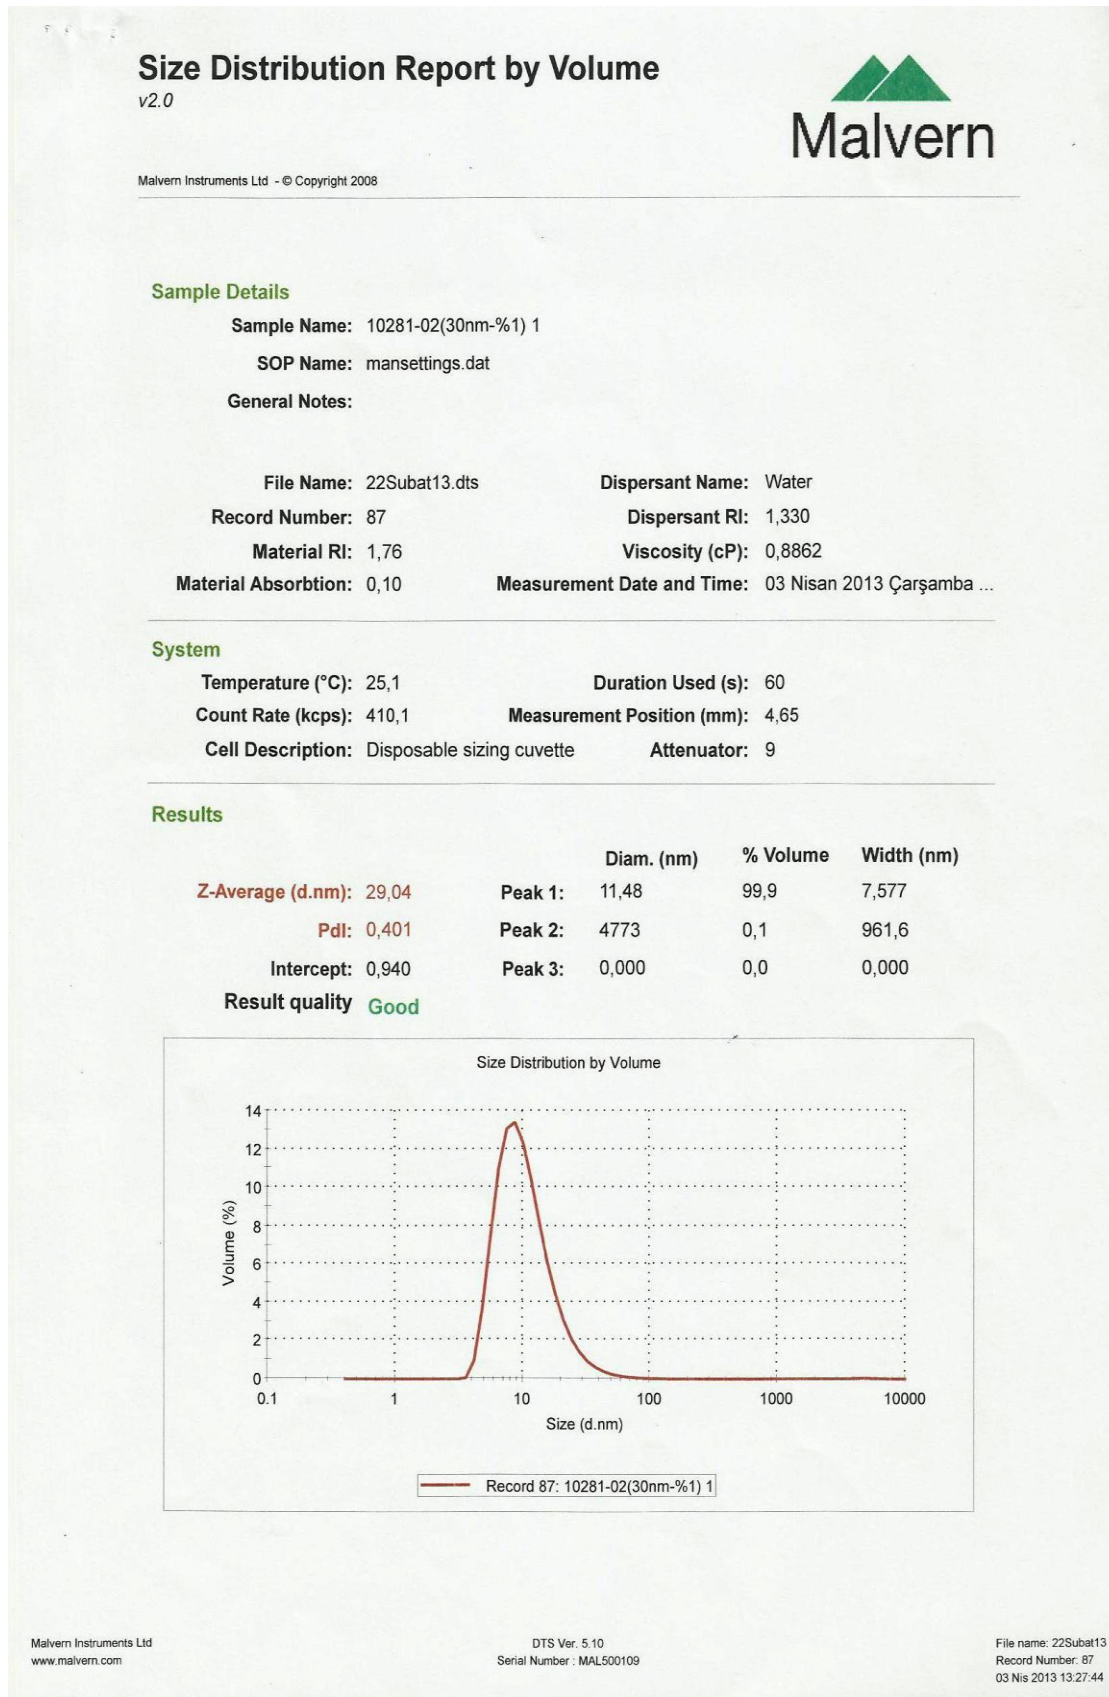 Size Distribution Report by Volume
v2.0
Malvern
Malvern Instruments Ltd - © Copyright 2008
Sample Details
Sample Name: 10281-02(30nm-%1) 1
SOP Name: mansettings.dat
General Notes:
File Name: 22Subat13.dts Dispersant Name: Water
Record Number: 87 Dispersant RI: 1,330
Material RI: 1,76 Viscosity (cP): 0,8862
Material Absorbtion: 0,10 Measurement Date and Time: 03 Nisan 2013 Çarşamba ...
System
Temperature (°C): 25,1 Duration Used (s): 60
Count Rate (kcps): 410,1 Measurement Position (mm): 4,65
Cell Description: Disposable sizing cuvette Attenuator: 9
Results
Diam. (nm) % Volume Width (nm)
Z-Average (d.nm): 29,04 Peak 1: 11,48 99,9 7,577
PdI: 0,401 Peak 2: 4773 0,1 961,6
Intercept: 0,940 Peak 3: 0,000 0,0 0,000
Result quality Good
Size Distribution by Volume
14
12
10
8
6
4
2
0
Volume (%)
0.1 1 10 100 1000 10000
Size (d.nm)
Record 87: 10281-02(30nm-%1) 1
Malvern Instruments Ltd DTS Ver. 5.10 File name: 22Subat13
www.malvern.com Serial Number : MAL500109 Record Number: 87
03 Nis 2013 13:27:44